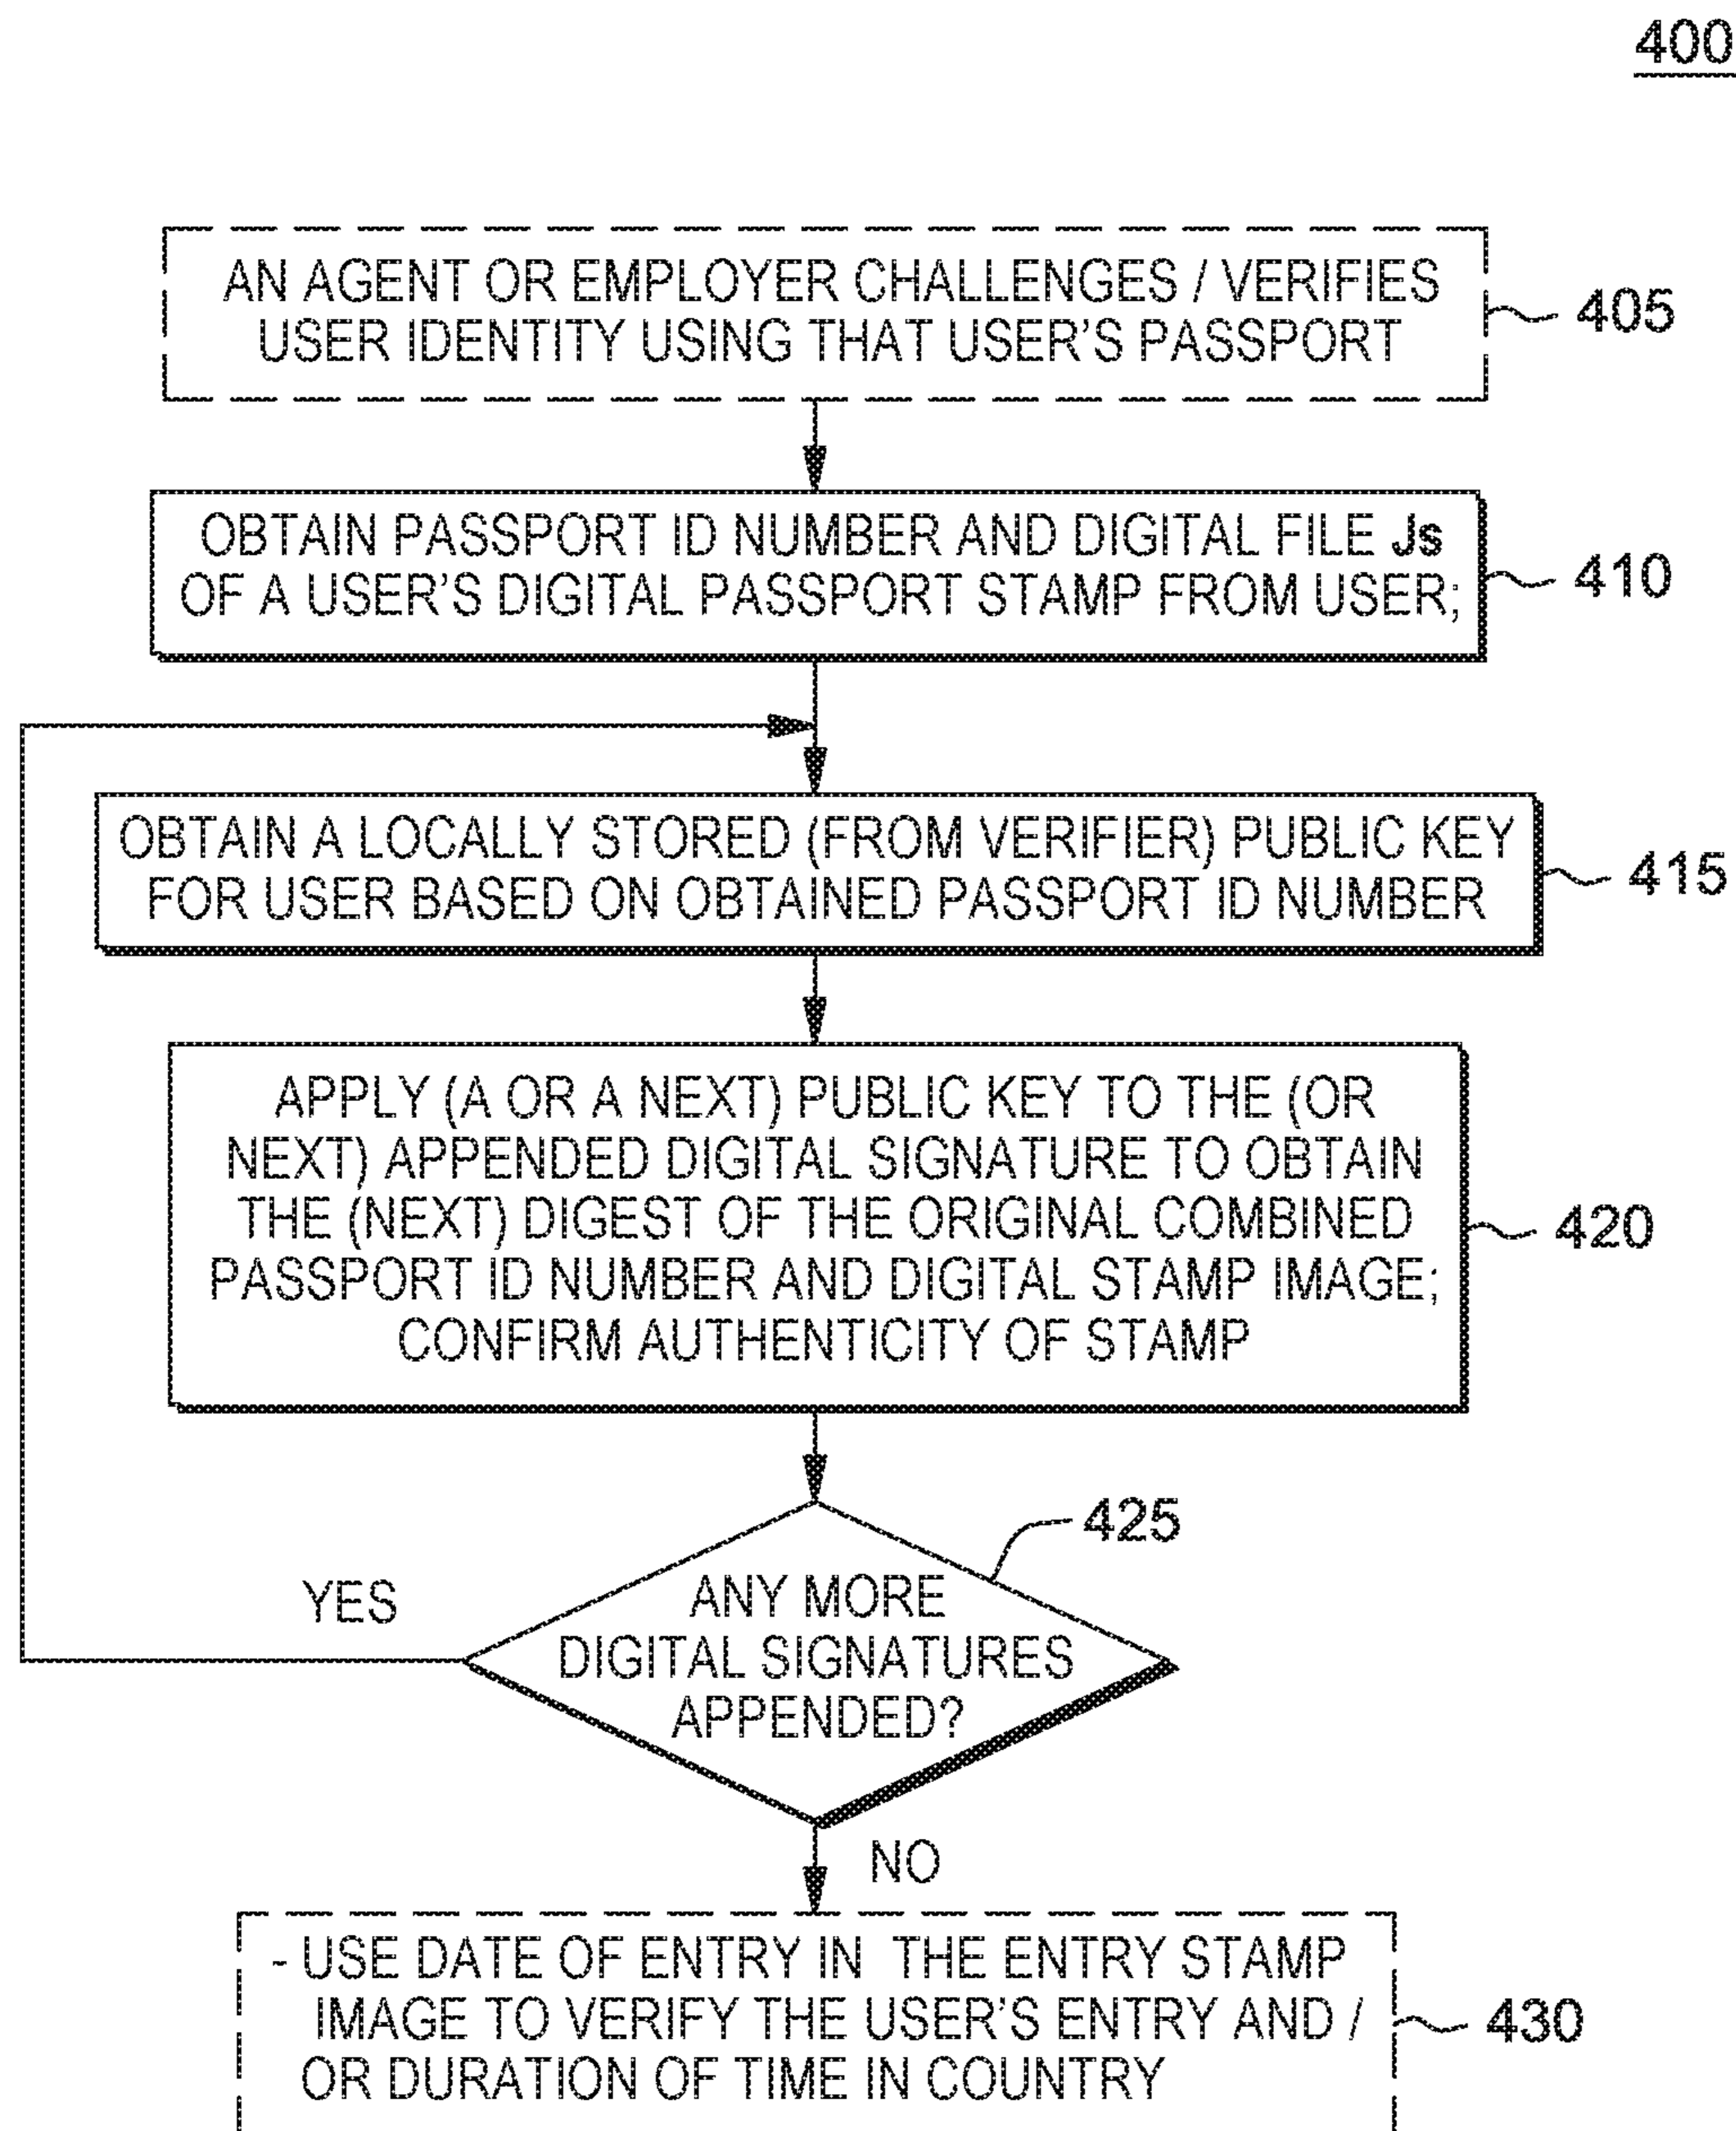 400
AN AGENT OR EMPLOYER CHALLENGES / VERIFIES
USER IDENTITY USING THAT USER'S PASSPORT
405
OBTAIN PASSPORT ID NUMBER AND DIGITAL FILE Js
OF A USER'S DIGITAL PASSPORT STAMP FROM USER;
410
OBTAIN A LOCALLY STORED (FROM VERIFIER) PUBLIC KEY
FOR USER BASED ON OBTAINED PASSPORT ID NUMBER
415
APPLY (A OR A NEXT) PUBLIC KEY TO THE (OR
NEXT) APPENDED DIGITAL SIGNATURE TO OBTAIN
THE (NEXT) DIGEST OF THE ORIGINAL COMBINED
PASSPORT ID NUMBER AND DIGITAL STAMP IMAGE;
CONFIRM AUTHENTICITY OF STAMP
420
425
YES
ANY MORE
DIGITAL SIGNATURES
APPENDED?
NO
- USE DATE OF ENTRY IN THE ENTRY STAMP
IMAGE TO VERIFY THE USER'S ENTRY AND /
OR DURATION OF TIME IN COUNTRY
430